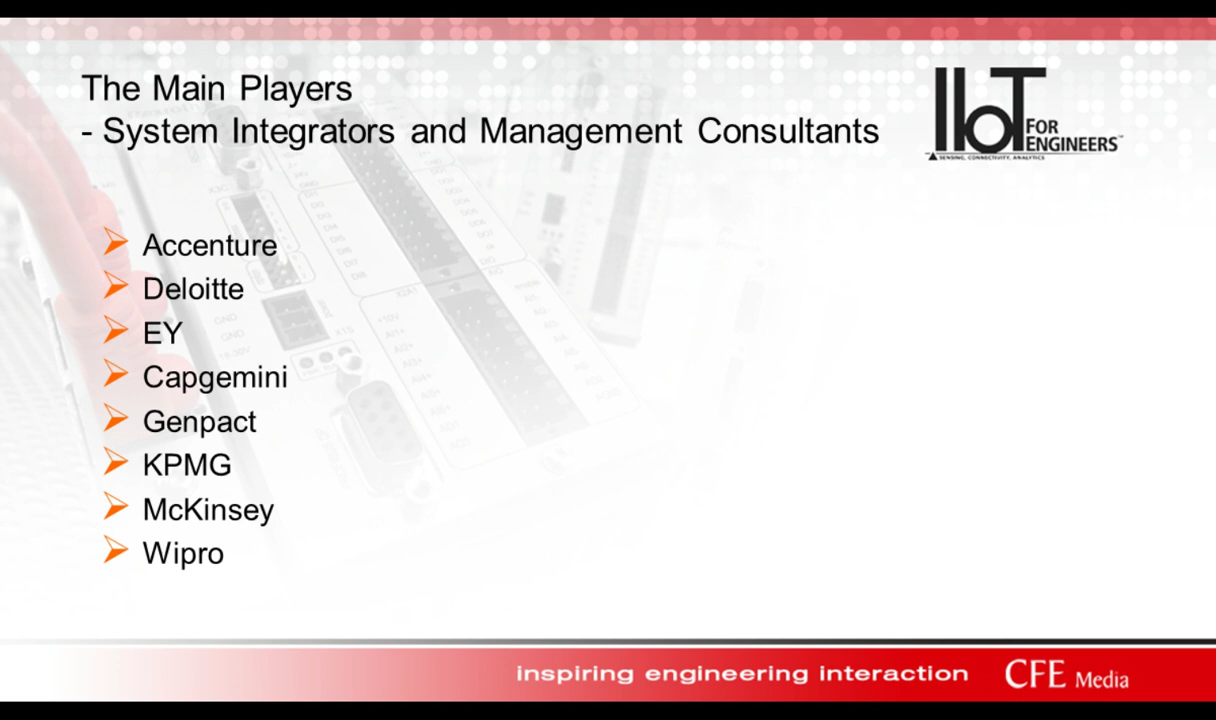 The Main Players
- System Integrators and Management Consultants
IIoT FOR ENGINEERS™
SENSING, CONNECTIVITY, ANALYTICS
Accenture
Deloitte
EY
Capgemini
Genpact
KPMG
McKinsey
Wipro
inspiring engineering interaction
CFE Media